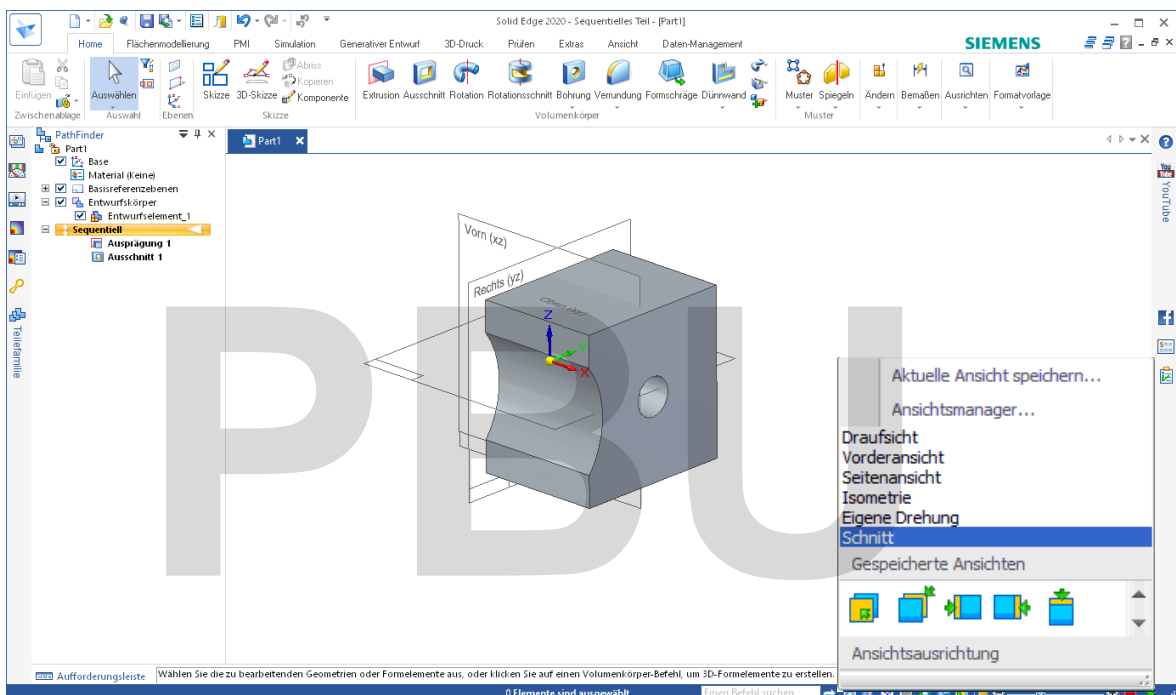 Solid Edge 2020 - Sequentielles Teil - [Part1]
Home Flächenmodellierung PMI Simulation Generativer Entwurf 3D-Druck Prüfen Extras Ansicht Daten-Management
SIEMENS
Einfügen
Zwischenablage
Auswählen
Auswahl
Ebenen
Skizze 3D-Skizze
Abriss
Kopieren
Komponente
Skizze
Extrusion Ausschnitt Rotation Rotationsschnitt Bohrung Verrundung Formschräge Dünnwand
Volumenkörper
Muster Spiegeln
Muster
Ändern Bemaßen Ausrichten Formatvorlage
PathFinder
Part1
Base
Material (Keine)
Basisreferenzebenen
Entwurfskörper
Entwurfselement_1
Sequentiell
Ausprägung 1
Ausschnitt 1
Teilefamilie
Part1
Vorn (xz)
Rechts (yz)
Oben (xy)
Z
Y
X
PBU
You
Tube
YouTube
Aktuelle Ansicht speichern...
Ansichtsmanager...
Draufsicht
Vorderansicht
Seitenansicht
Isometrie
Eigene Drehung
Schnitt
Gespeicherte Ansichten
Ansichtsausrichtung
Aufforderungsleiste
Wählen Sie die zu bearbeitenden Geometrien oder Formelemente aus, oder klicken Sie auf einen Volumenkörper-Befehl, um 3D-Formelemente zu erstellen.
0 Elemente sind ausgewählt
Einen Befehl suchen